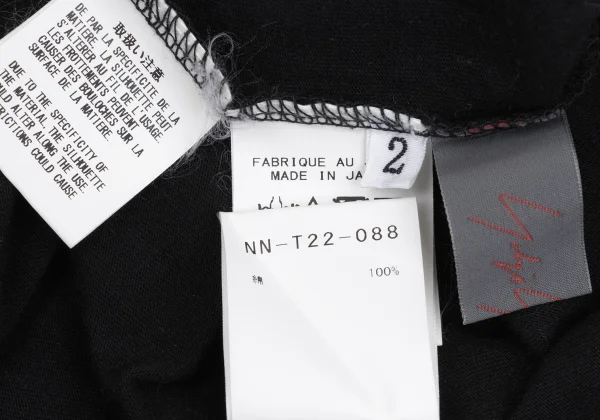 取扱い注意
DE PAR LA SPECIFICITE DE LA
MATIERE, LA SILHOUETTE PEUT
S'ALTERER AU FIL DE L'USAGE.
LES FROTTEMENTS PEUVENT
CAUSER DES BOULOCHES SUR LA
SURFACE DE LA MATIERE.
DUE TO THE SPECIFICITY OF
THE MATERIAL THE SILHOUETTE
ALTER ALONG THE USE.
COULD CAUSE
FABRIQUE AU
MADE IN JA
2
NN-T22-088
綿 100%